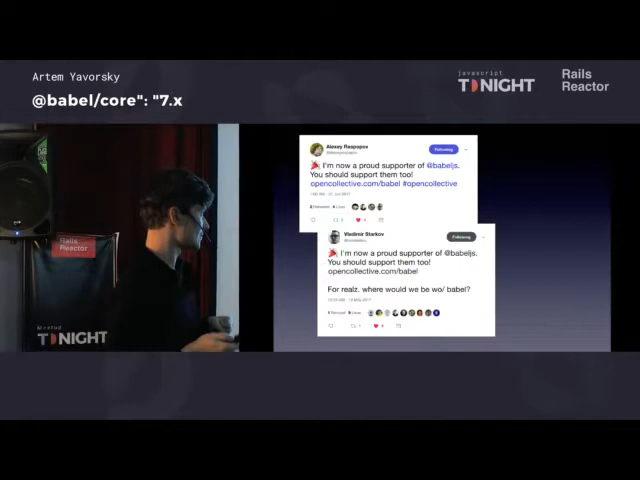 Artem Yavorsky
@babel/core": "7.x
javascript
TONIGHT
Rails
Reactor
Rails
Reactor
Meetup
TONIGHT
Alexey Raspopov
Following
I'm now a proud supporter of @babeljs.
You should support them too!
opencollective.com/babel #opencollective
Vladimir Starkov
Following
I'm now a proud supporter of @babeljs.
You should support them too!
opencollective.com/babel
For realz. where would we be wo/ babel?